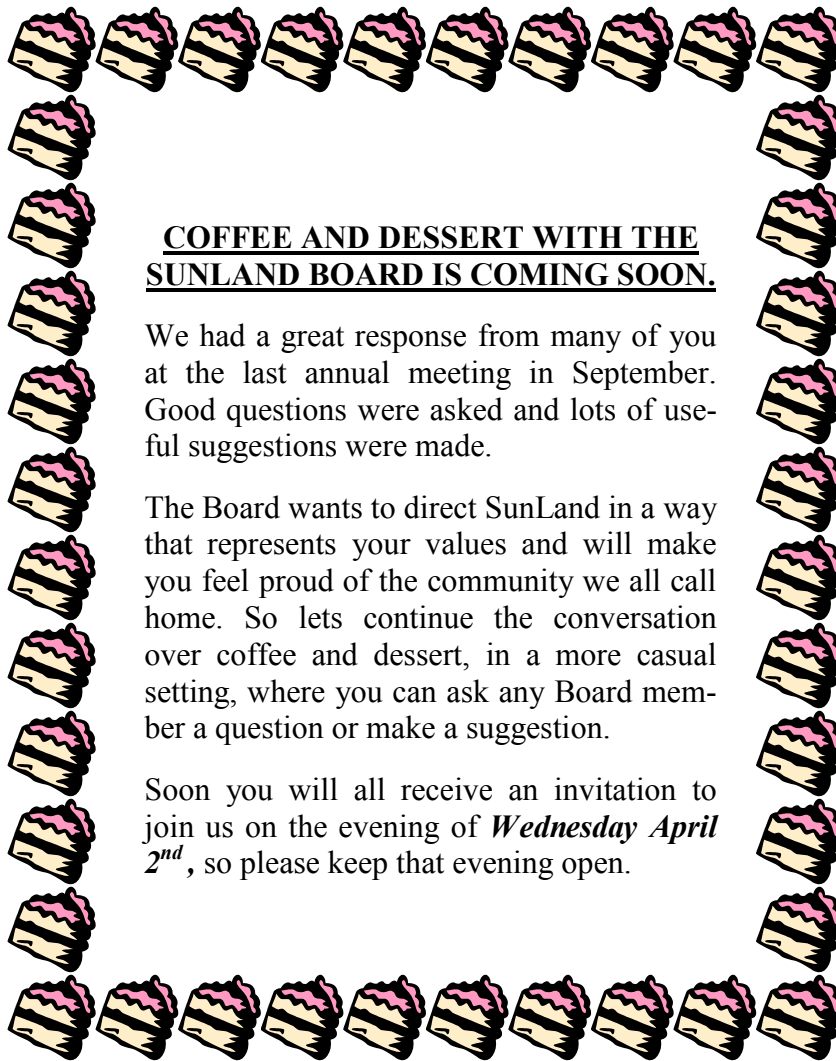 COFFEE AND DESSERT WITH THE
SUNLAND BOARD IS COMING SOON.
We had a great response from many of you
at the last annual meeting in September.
Good questions were asked and lots of use-
ful suggestions were made.
The Board wants to direct SunLand in a way
that represents your values and will make
you feel proud of the community we all call
home. So lets continue the conversation
over coffee and dessert, in a more casual
setting, where you can ask any Board mem-
ber a question or make a suggestion.
Soon you will all receive an invitation to
join us on the evening of Wednesday April
2nd , so please keep that evening open.